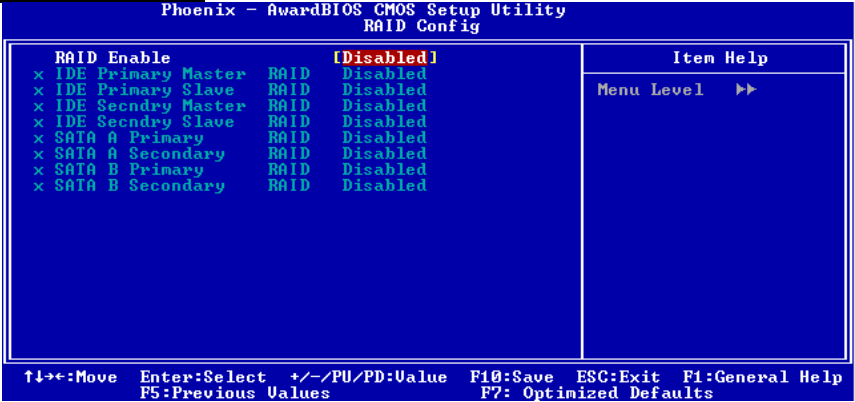 Phoenix - AwardBIOS CMOS Setup Utility
RAID Config
RAID Enable [Disabled]
x IDE Primary Master RAID Disabled
x IDE Primary Slave RAID Disabled
x IDE Secndry Master RAID Disabled
x IDE Secndry Slave RAID Disabled
x SATA A Primary RAID Disabled
x SATA A Secondary RAID Disabled
x SATA B Primary RAID Disabled
x SATA B Secondary RAID Disabled
Item Help
Menu Level ▶▶
↑↓→←:Move Enter:Select +/-/PU/PD:Value F10:Save ESC:Exit F1:General Help
F5:Previous Values F7: Optimized Defaults